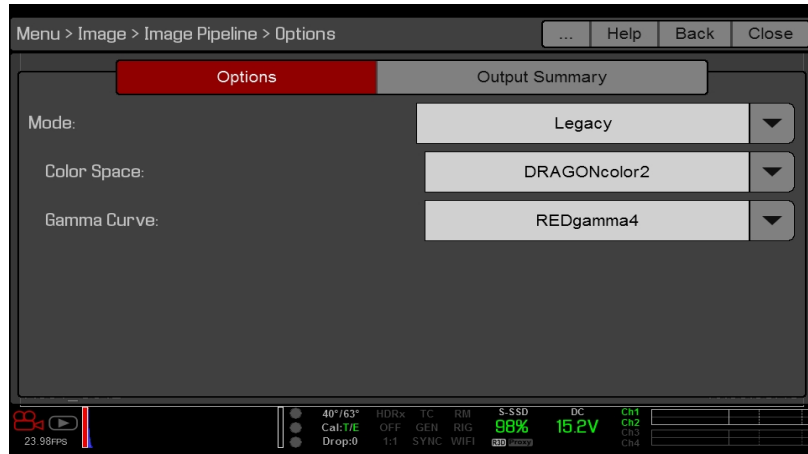 Menu > Image > Image Pipeline > Options ... Help Back Close
Options Output Summary
Mode: Legacy
Color Space: DRAGONcolor2
Gamma Curve: REDgamma4
40°/63° HDRx TC RM S-SSD DC Ch1
Cal:T/E OFF GEN RIG 98% 15.2V Ch2
23.98FPS Drop:0 1:1 SYNC WIFI R3D PROXY Ch3
Ch4